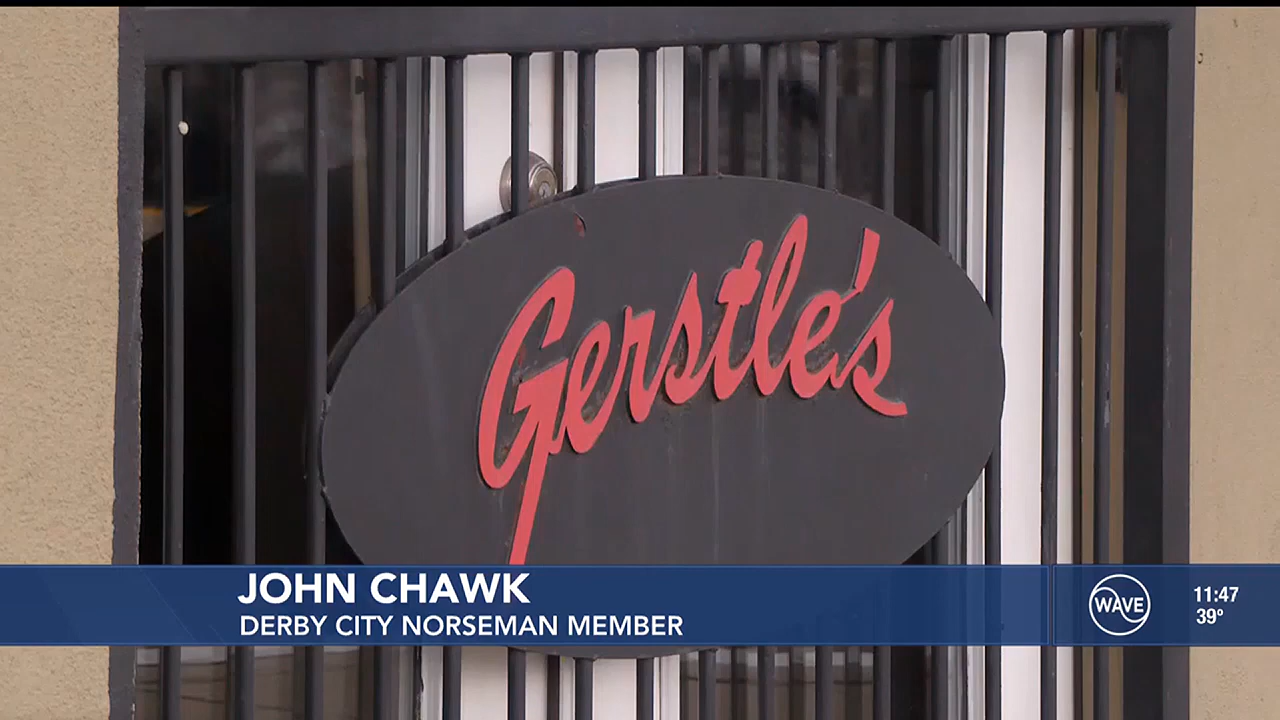 Gerstle's
JOHN CHAWK
DERBY CITY NORSEMAN MEMBER
WAVE
11:47
39°